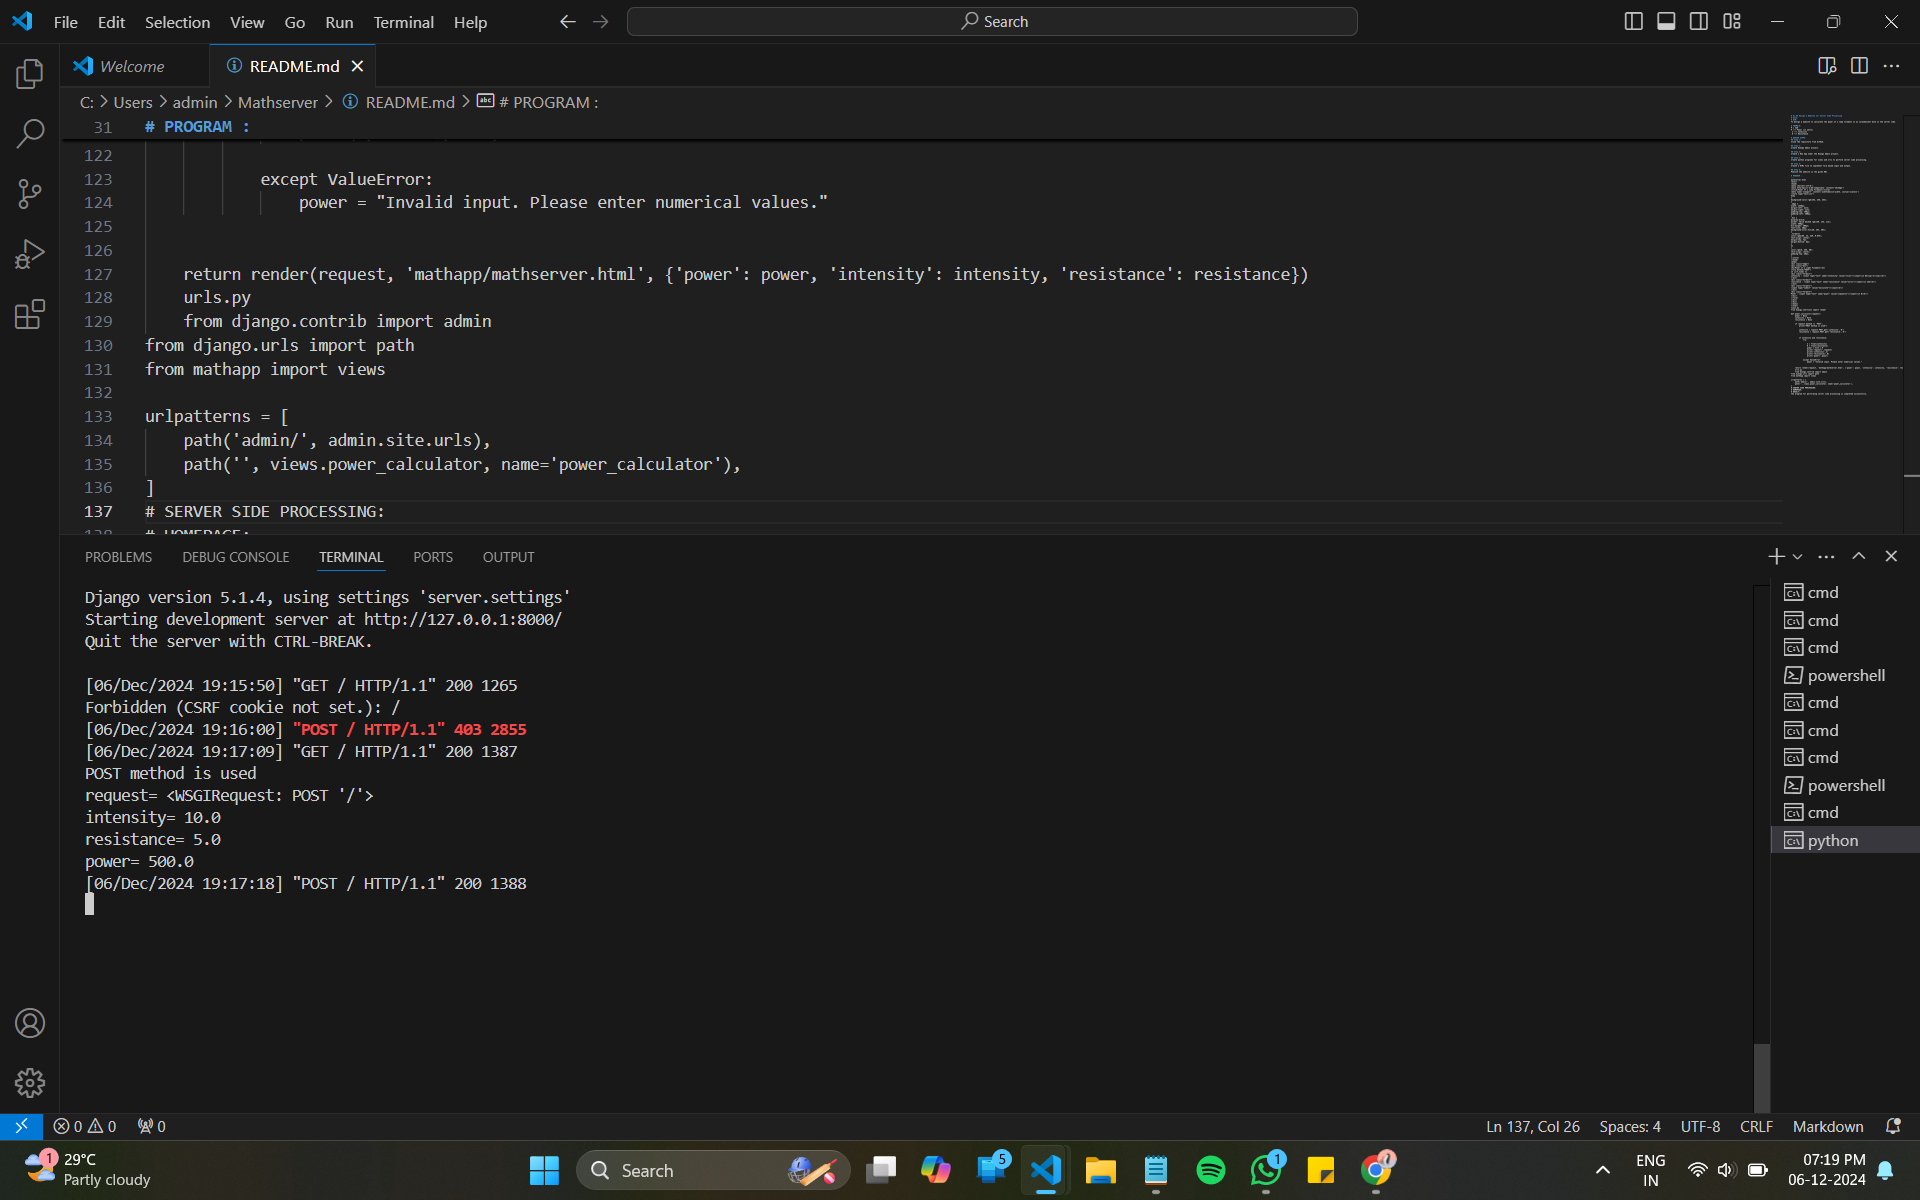 File Edit Selection View Go Run Terminal Help
Search
Welcome README.md
C: > Users > admin > Mathserver > README.md > # PROGRAM :
31 # PROGRAM :
122
123 except ValueError:
124 power = "Invalid input. Please enter numerical values."
125
126
127 return render(request, 'mathapp/mathserver.html', {'power': power, 'intensity': intensity, 'resistance': resistance})
128 urls.py
129 from django.contrib import admin
130 from django.urls import path
131 from mathapp import views
132
133 urlpatterns = [
134 path('admin/', admin.site.urls),
135 path('', views.power_calculator, name='power_calculator'),
136 ]
137 # SERVER SIDE PROCESSING:
138 # HOMEPAGE:
PROBLEMS DEBUG CONSOLE TERMINAL PORTS OUTPUT
Django version 5.1.4, using settings 'server.settings'
Starting development server at http://127.0.0.1:8000/
Quit the server with CTRL-BREAK.
[06/Dec/2024 19:15:50] "GET / HTTP/1.1" 200 1265
Forbidden (CSRF cookie not set.): /
[06/Dec/2024 19:16:00] "POST / HTTP/1.1" 403 2855
[06/Dec/2024 19:17:09] "GET / HTTP/1.1" 200 1387
POST method is used
request= <WSGIRequest: POST '/'>
intensity= 10.0
resistance= 5.0
power= 500.0
[06/Dec/2024 19:17:18] "POST / HTTP/1.1" 200 1388
cmd
cmd
cmd
powershell
cmd
cmd
cmd
powershell
cmd
python
0 0 0
Ln 137, Col 26 Spaces: 4 UTF-8 CRLF Markdown
1 29°C
Partly cloudy
Search
5
1
ENG
IN
07:19 PM
06-12-2024